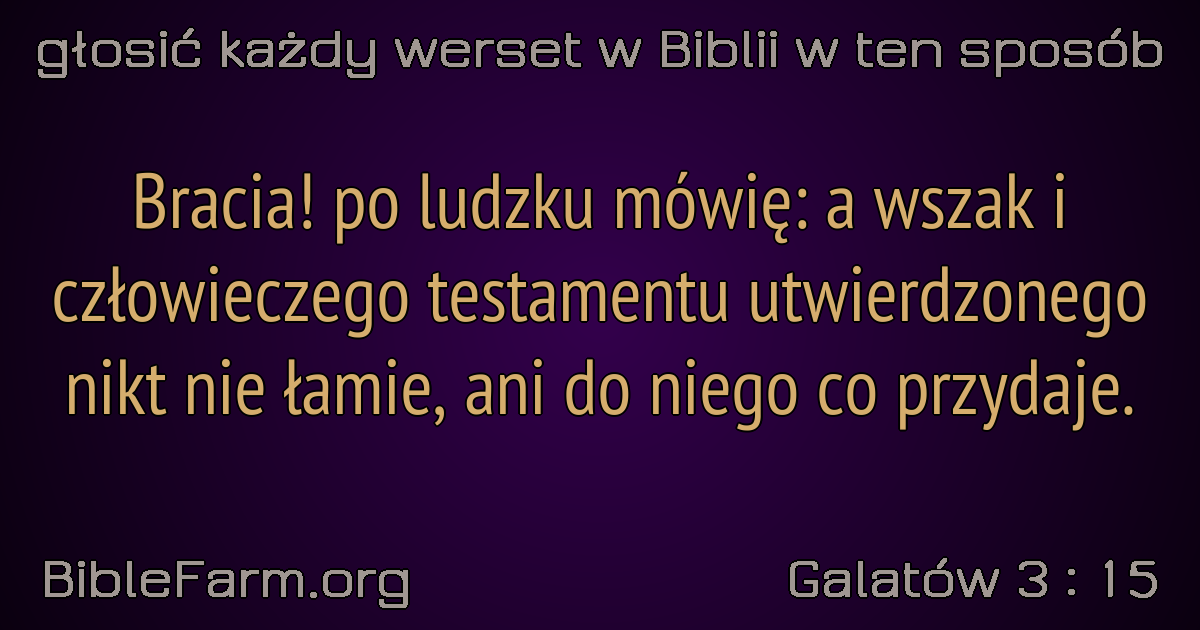 głosić każdy werset w Biblii w ten sposób
Bracia! po ludzku mówię: a wszak i
człowieczego testamentu utwierdzonego
nikt nie łamie, ani do niego co przydaje.
BibleFarm.org
Galatów 3 : 15